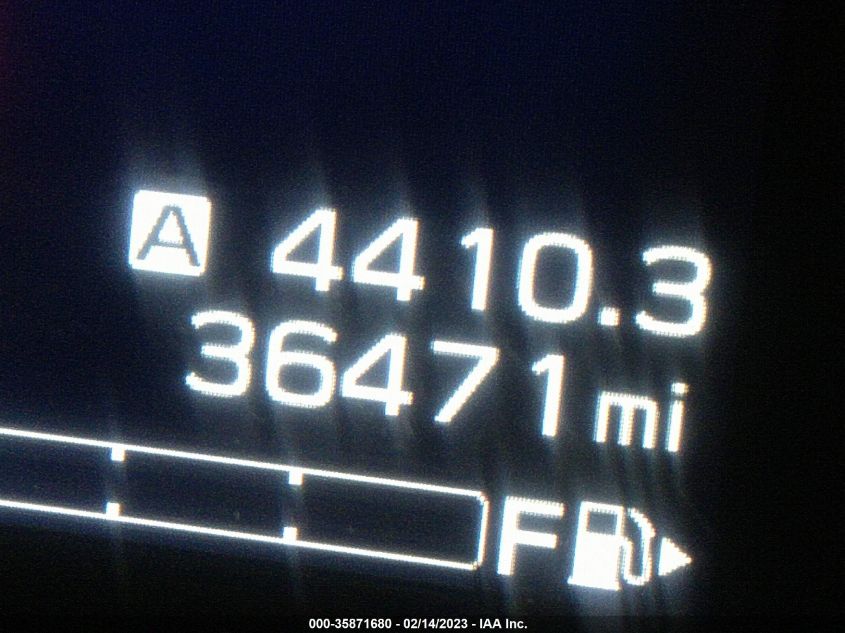 A 4410.3
36471 mi
F
000-35871680 - 02/14/2023 - IAA Inc.